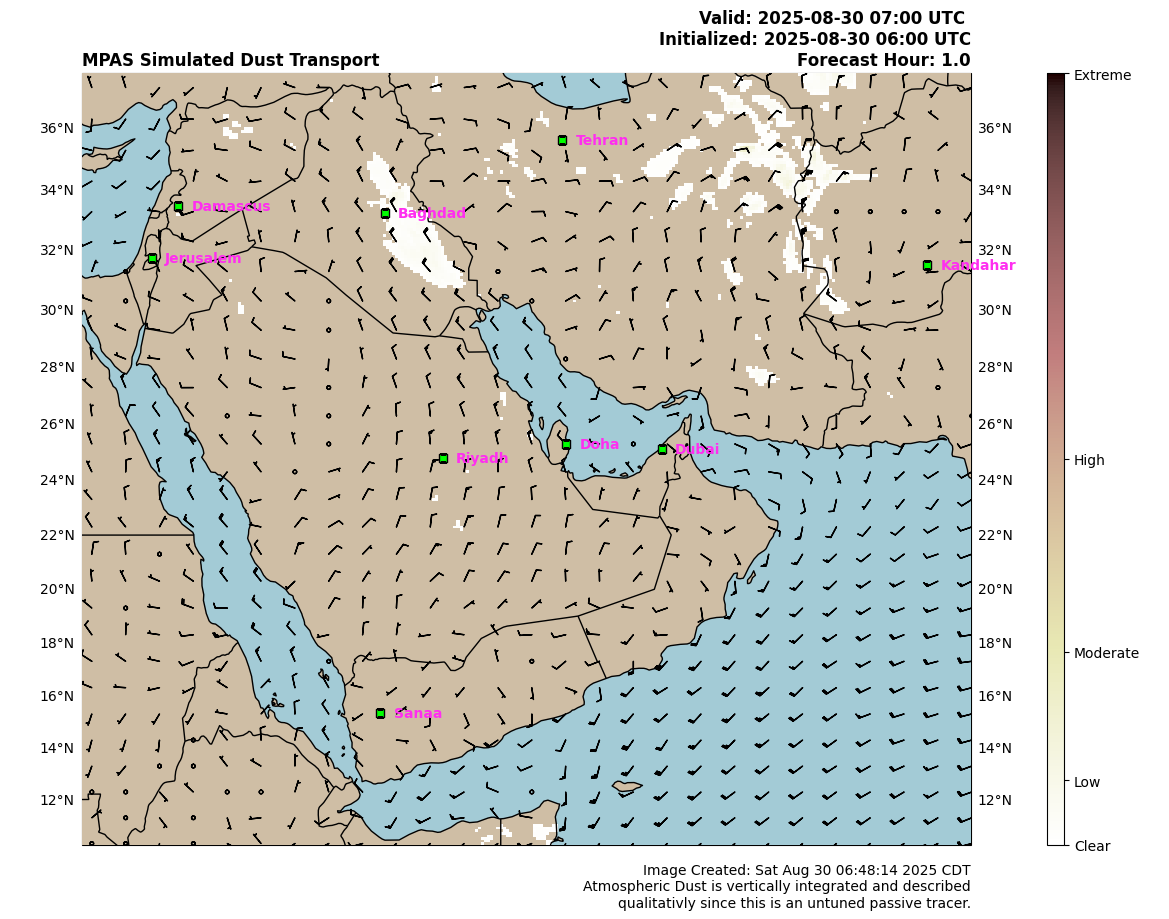 Valid: 2025-08-30 07:00 UTC
Initialized: 2025-08-30 06:00 UTC
MPAS Simulated Dust Transport Forecast Hour: 1.0
Extreme
36°N 36°N
Tehran
34°N 34°N
Damascus
Baghdad
32°N 32°N
Jerusalem
Kandahar
30°N 30°N
28°N 28°N
26°N 26°N
Doha
Dubai
Riyadh
High
24°N 24°N
22°N 22°N
20°N 20°N
18°N 18°N
Moderate
16°N 16°N
Sanaa
14°N 14°N
Low
12°N 12°N
Clear
Image Created: Sat Aug 30 06:48:14 2025 CDT
Atmospheric Dust is vertically integrated and described
qualitativly since this is an untuned passive tracer.